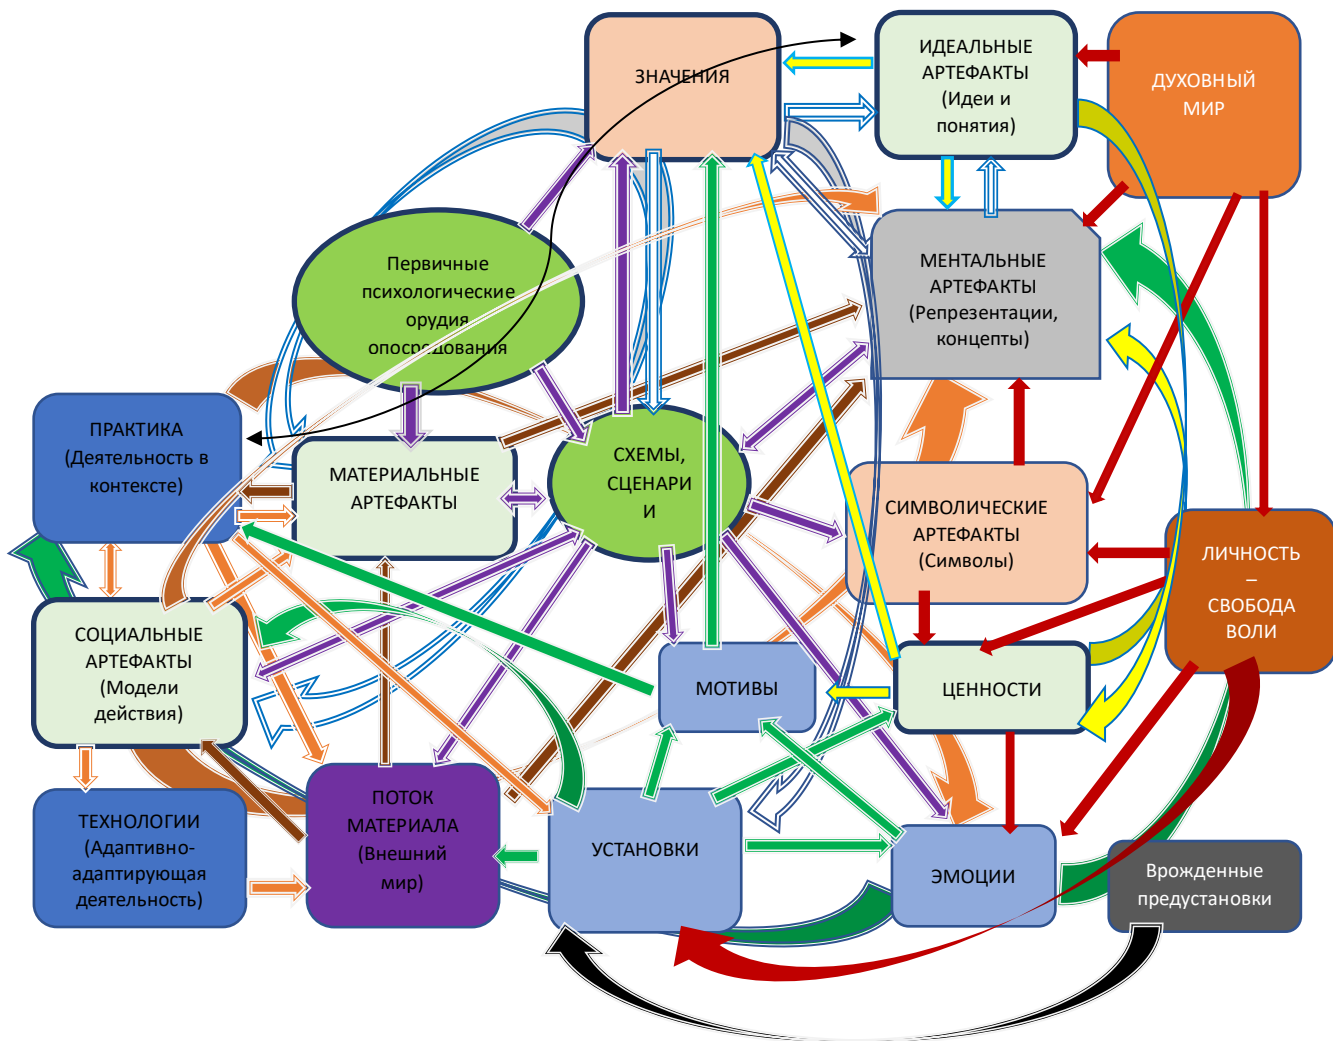 ЗНАЧЕНИЯ
ИДЕАЛЬНЫЕ
АРТЕФАКТЫ
(Идеи и
понятия)
ДУХОВНЫЙ
МИР
Первичные
психологические
орудия
опосредования
МЕНТАЛЬНЫЕ
АРТЕФАКТЫ
(Репрезентации,
концепты)
ПРАКТИКА
(Деятельность в
контексте)
МАТЕРИАЛЬНЫЕ
АРТЕФАКТЫ
СХЕМЫ,
СЦЕНАРИ
И
СИМВОЛИЧЕСКИЕ
АРТЕФАКТЫ
(Символы)
ЛИЧНОСТЬ
–
СВОБОДА
ВОЛИ
СОЦИАЛЬНЫЕ
АРТЕФАКТЫ
(Модели
действия)
МОТИВЫ
ЦЕННОСТИ
ТЕХНОЛОГИИ
(Адаптивно-
адаптирующая
деятельность)
ПОТОК
МАТЕРИАЛА
(Внешний
мир)
УСТАНОВКИ
ЭМОЦИИ
Врожденные
предустановки